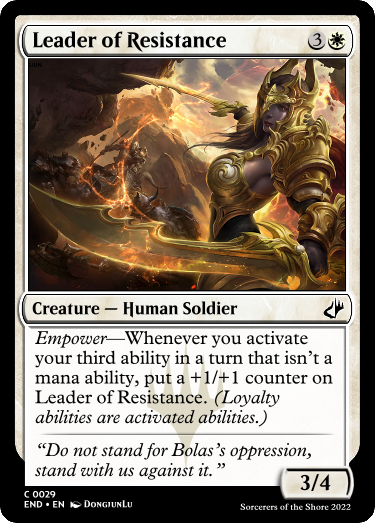 Leader of Resistance 3
Creature — Human Soldier
Empower—Whenever you activate
your third ability in a turn that isn't a
mana ability, put a +1/+1 counter on
Leader of Resistance. (Loyalty
abilities are activated abilities.)
“Do not stand for Bolas's oppression,
stand with us against it.”
3/4
C 0029
END • EN DongjunLu
Sorcerers of the Shore 2022